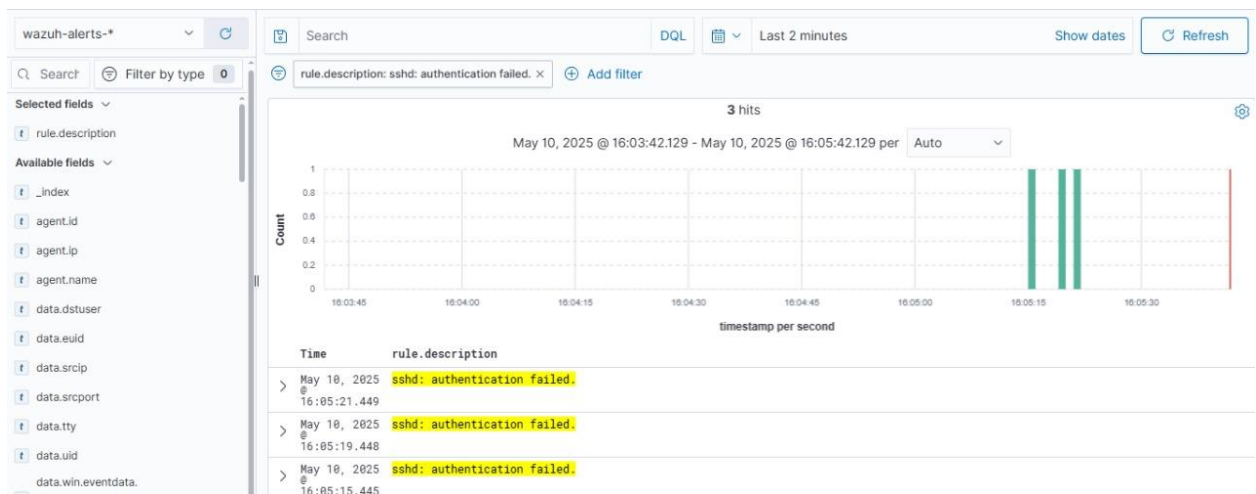 wazuh-alerts-*
Search
DQL
Last 2 minutes
Show dates
Refresh
Search
Filter by type 0
rule.description: sshd: authentication failed. ×
Add filter
Selected fields
t rule.description
Available fields
t _index
t agent.id
t agent.ip
t agent.name
t data.dstuser
t data.euid
t data.srcip
t data.srcport
t data.tty
t data.uid
data.win.eventdata.
3 hits
May 10, 2025 @ 16:03:42.129 - May 10, 2025 @ 16:05:42.129 per Auto
Count
1
0.8
0.6
0.4
0.2
0
16:03:45 16:04:00 16:04:15 16:04:30 16:04:45 16:05:00 16:05:15 16:05:30
timestamp per second
Time rule.description
May 10, 2025 sshd: authentication failed.
@
16:05:21.449
May 10, 2025 sshd: authentication failed.
@
16:05:19.448
May 10, 2025 sshd: authentication failed.
@
16:05:15.445